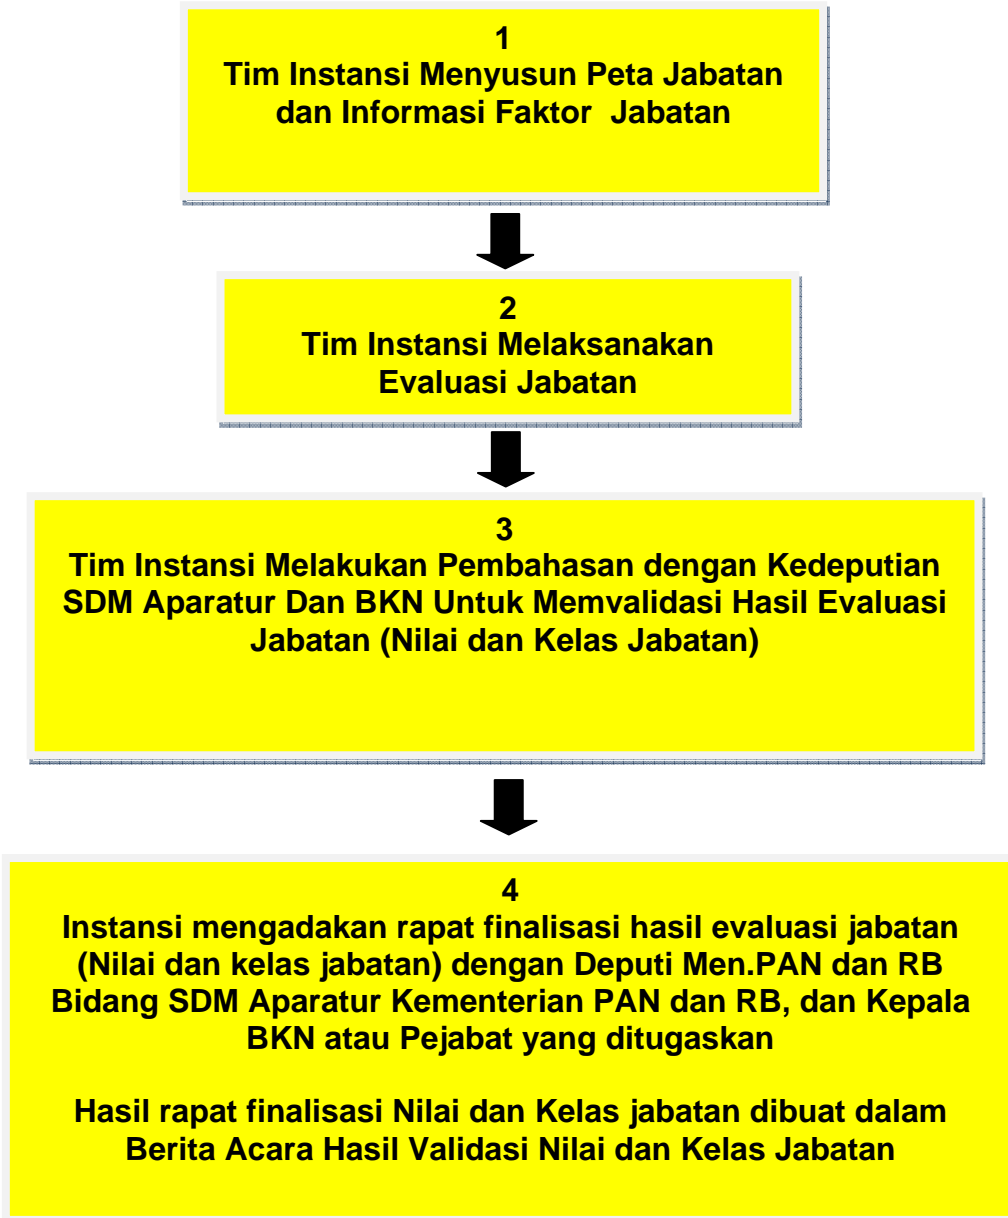 1
Tim Instansi Menyusun Peta Jabatan
dan Informasi Faktor Jabatan
2
Tim Instansi Melaksanakan
Evaluasi Jabatan
3
Tim Instansi Melakukan Pembahasan dengan Kedeputian
SDM Aparatur Dan BKN Untuk Memvalidasi Hasil Evaluasi
Jabatan (Nilai dan Kelas Jabatan)
4
Instansi mengadakan rapat finalisasi hasil evaluasi jabatan
(Nilai dan kelas jabatan) dengan Deputi Men.PAN dan RB
Bidang SDM Aparatur Kementerian PAN dan RB, dan Kepala
BKN atau Pejabat yang ditugaskan
Hasil rapat finalisasi Nilai dan Kelas jabatan dibuat dalam
Berita Acara Hasil Validasi Nilai dan Kelas Jabatan